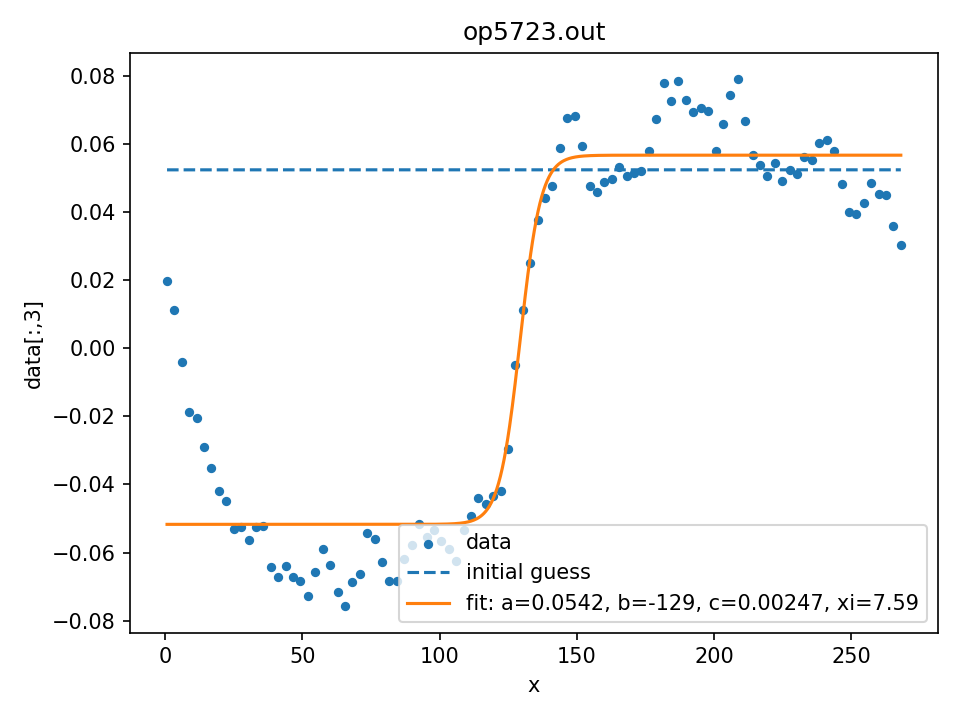 op5723.out
0.08
0.06
0.04
0.02
0.00
−0.02
−0.04
−0.06
−0.08
data[:,3]
data
initial guess
fit: a=0.0542, b=-129, c=0.00247, xi=7.59
0 50 100 150 200 250
x